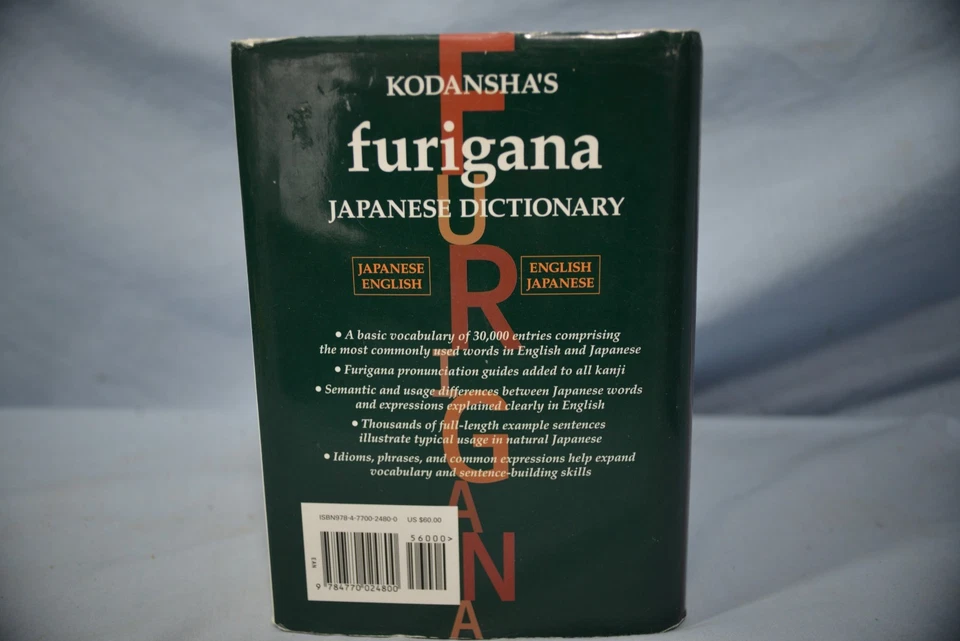 KODANSHA'S
furigana
JAPANESE DICTIONARY
JAPANESE
ENGLISH
ENGLISH
JAPANESE
• A basic vocabulary of 30,000 entries comprising
the most commonly used words in English and Japanese
• Furigana pronunciation guides added to all kanji
• Semantic and usage differences between Japanese words
and expressions explained clearly in English
• Thousands of full-length example sentences
illustrate typical usage in natural Japanese
• Idioms, phrases, and common expressions help expand
vocabulary and sentence-building skills
FURIGANA
ISBN978-4-7700-2480-0 US $60.00
56000>
EAN
9 784770 024800